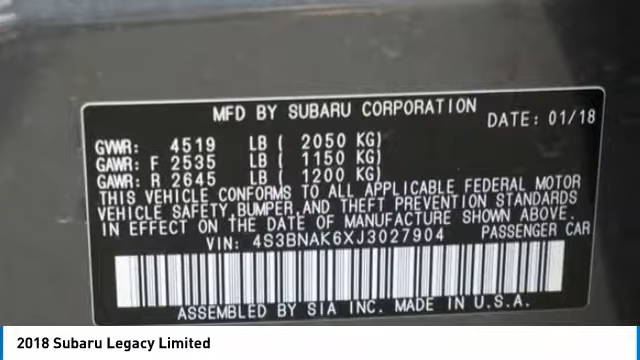 MFD BY SUBARU CORPORATION
DATE: 01/18
GVWR: 4519 LB ( 2050 KG)
GAWR: F 2535 LB ( 1150 KG)
GAWR: R 2645 LB ( 1200 KG)
THIS VEHICLE CONFORMS TO ALL APPLICABLE FEDERAL MOTOR
VEHICLE SAFETY,BUMPER,AND THEFT PREVENTION STANDARDS
IN EFFECT ON THE DATE OF MANUFACTURE SHOWN ABOVE.
VIN: 4S3BNAK6XJ3027904 PASSENGER CAR
ASSEMBLED BY SIA INC. MADE IN U.S.A.
2018 Subaru Legacy Limited